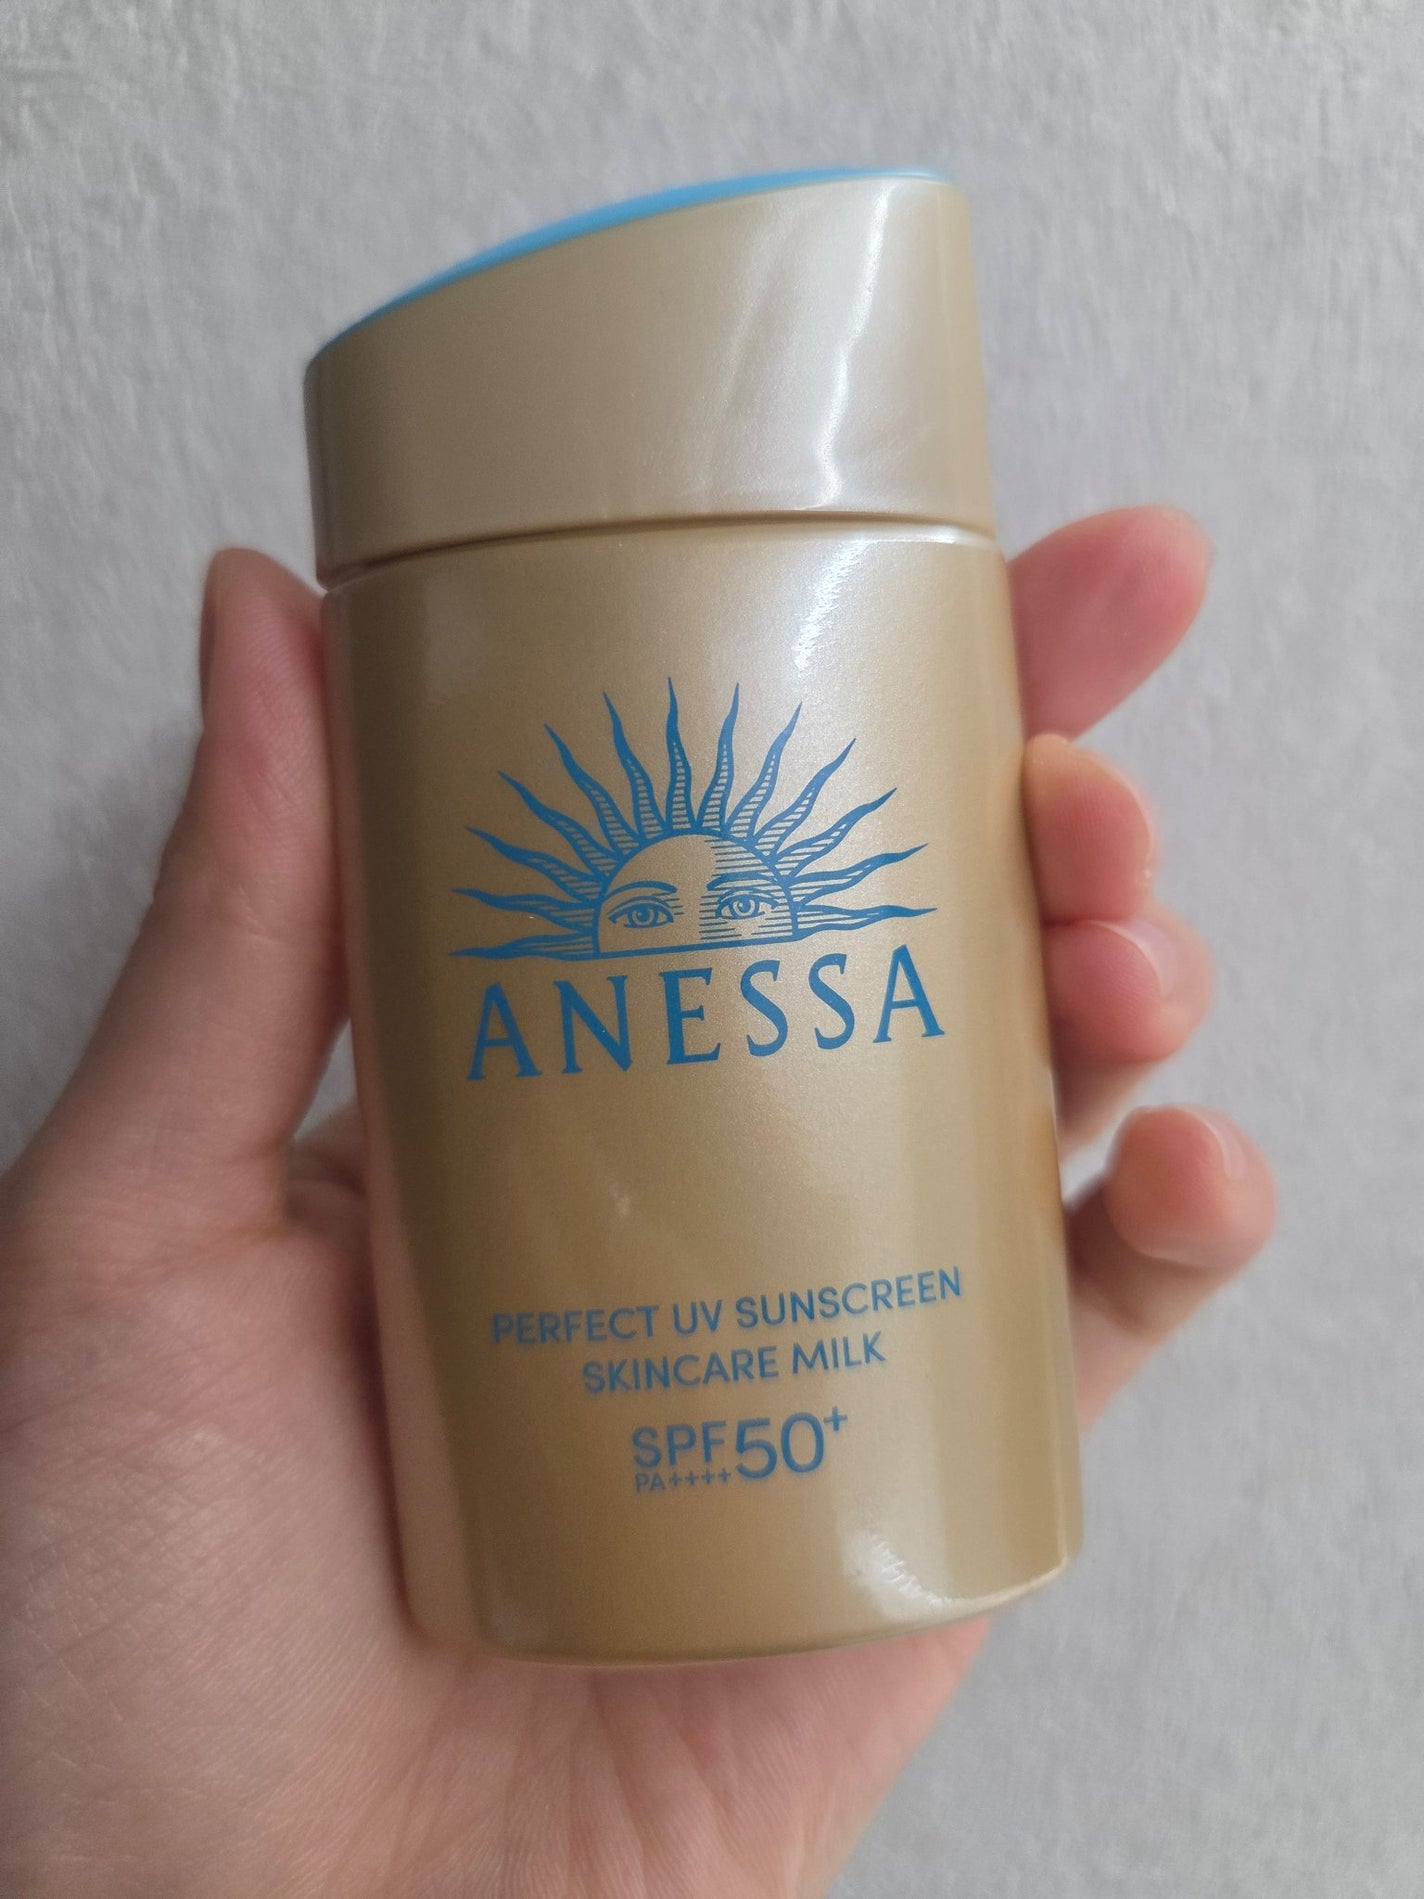 ANESSA
PERFECT UV SUNSCREEN
SKINCARE MILK
SPF50+
PA++++